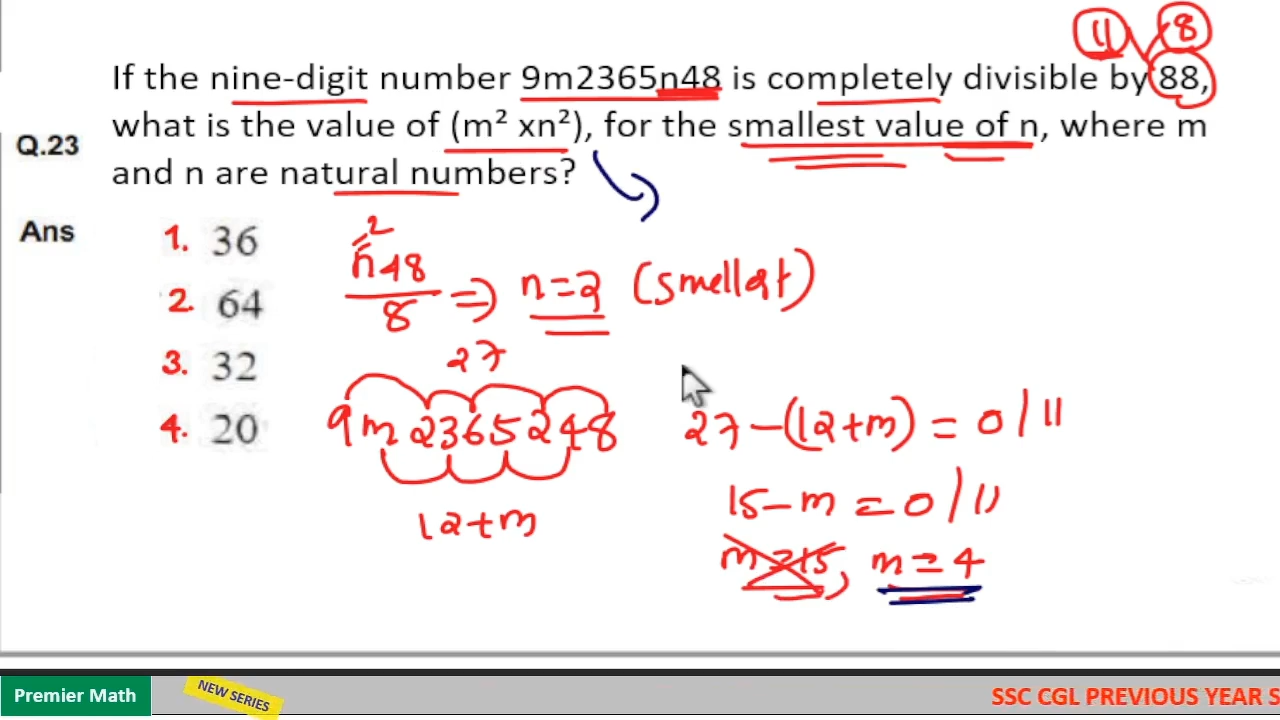 11 8
If the nine-digit number 9m2365n48 is completely divisible by 88,
what is the value of (m² xn²), for the smallest value of n, where m
Q.23
and n are natural numbers?
Ans
1. 36
2. 64
3. 32
4. 20
2
n48
8
=> n=2 (smellest)
27
9m2365248
12+m
27-(12+m) = 0/11
15-m = 0/11
m=15, m=4
Premier Math
NEW SERIES
SSC CGL PREVIOUS YEAR S